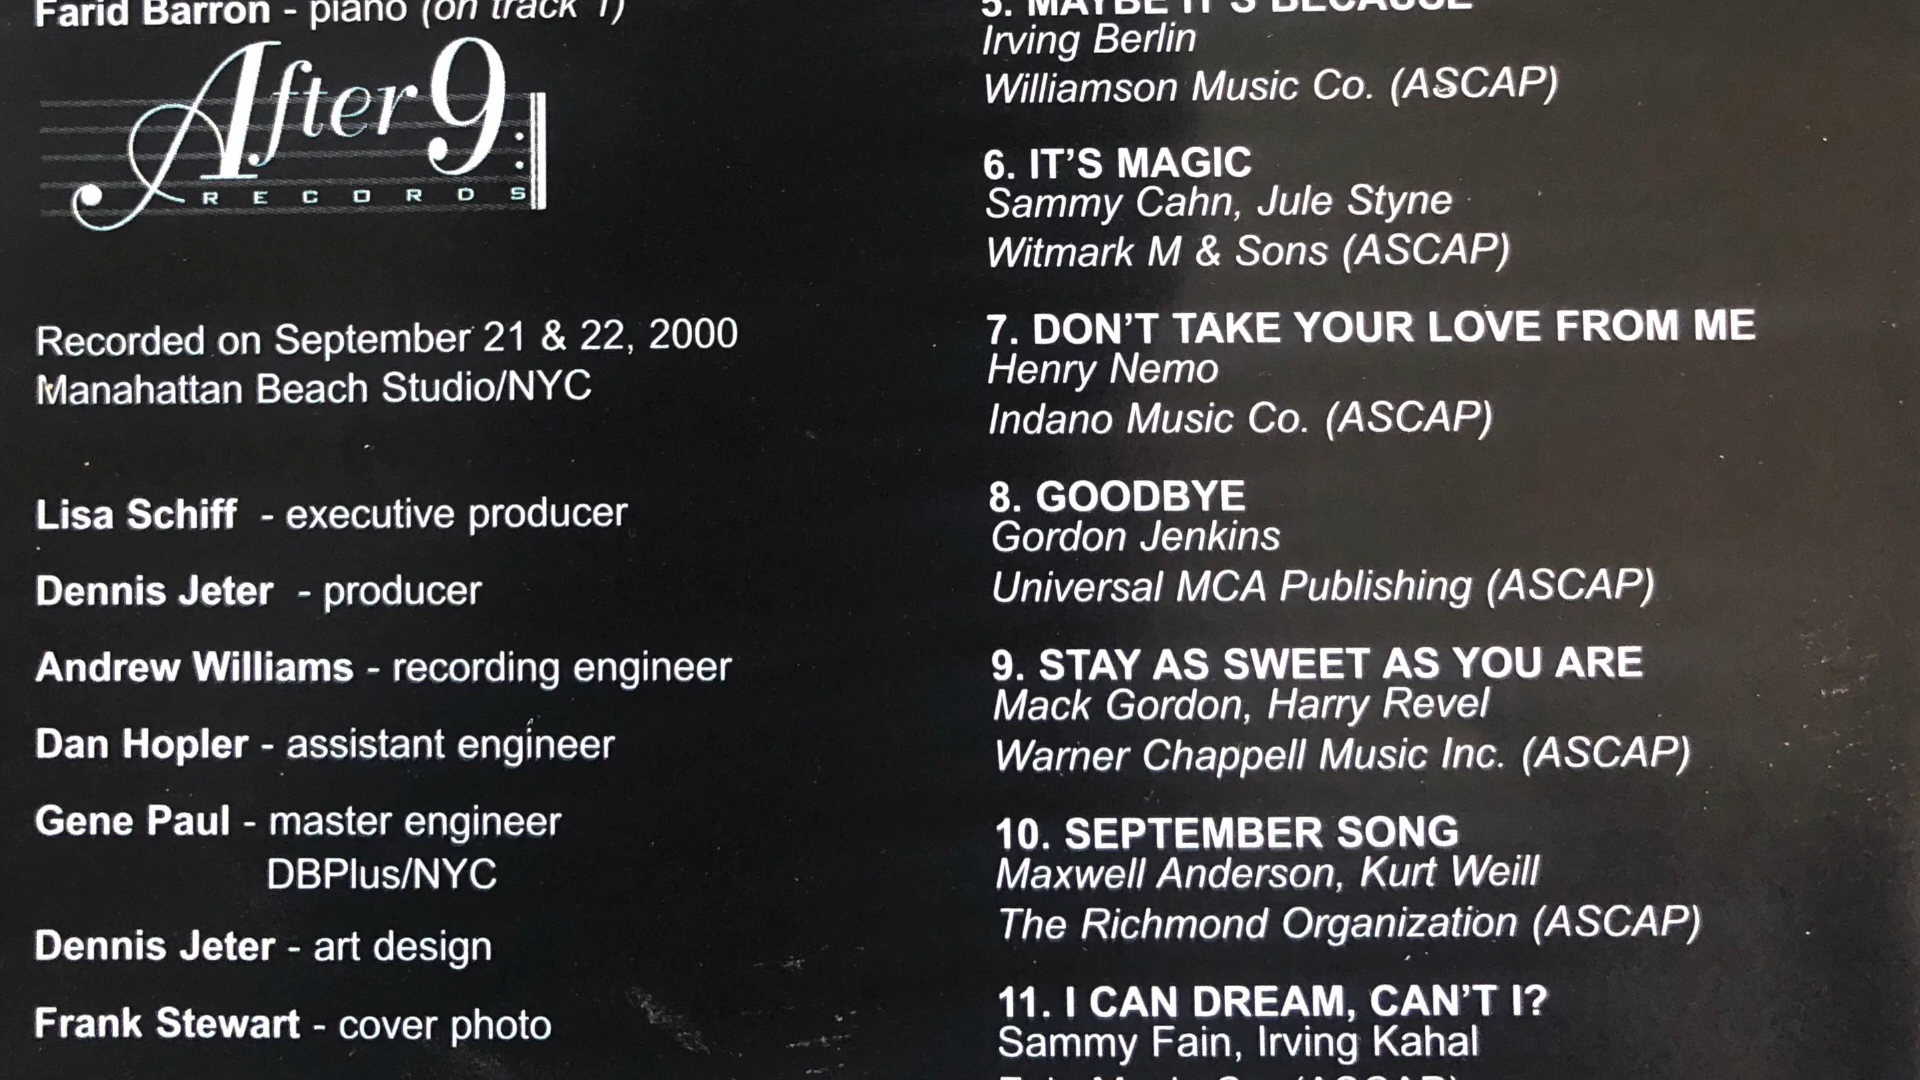 Farid Barron - piano (on track 1)
After 9
RECORDS
Recorded on September 21 & 22, 2000
Manahattan Beach Studio/NYC
Lisa Schiff - executive producer
Dennis Jeter - producer
Andrew Williams - recording engineer
Dan Hopler - assistant engineer
Gene Paul - master engineer
DBPlus/NYC
Dennis Jeter - art design
Frank Stewart - cover photo
5. MAYBE IT'S BECAUSE
Irving Berlin
Williamson Music Co. (ASCAP)
6. IT'S MAGIC
Sammy Cahn, Jule Styne
Witmark M & Sons (ASCAP)
7. DON'T TAKE YOUR LOVE FROM ME
Henry Nemo
Indano Music Co. (ASCAP)
8. GOODBYE
Gordon Jenkins
Universal MCA Publishing (ASCAP)
9. STAY AS SWEET AS YOU ARE
Mack Gordon, Harry Revel
Warner Chappell Music Inc. (ASCAP)
10. SEPTEMBER SONG
Maxwell Anderson, Kurt Weill
The Richmond Organization (ASCAP)
11. I CAN DREAM, CAN'T I?
Sammy Fain, Irving Kahal